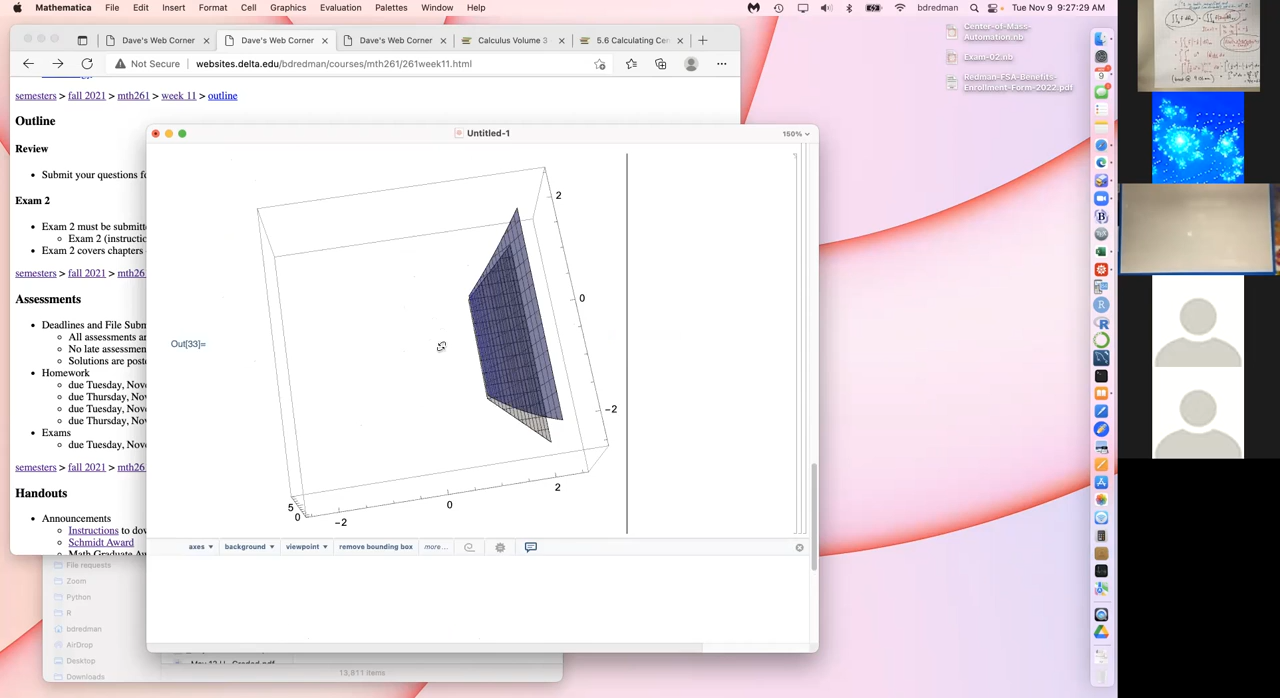 Mathematica File Edit Insert Format Cell Graphics Evaluation Palettes Window Help
bdredman Tue Nov 9 9:27:29 AM
Dave's Web Corner
Dave's Web Corner
Dave's Web Corner
Calculus Volume 3
5.6 Calculating Cen
Not Secure websites.delta.edu/bdredman/courses/mth261/261week11.html
Center-of-Mass-
Automation.nb
Exam-02.nb
Redman-FSA-Benefits-
Enrollment-Form-2022.pdf
semesters > fall 2021 > mth261 > week 11 > outline
Outline
Review
Submit your questions fo
Exam 2
Exam 2 must be submitte
Exam 2 (instructio
Exam 2 covers chapters
semesters > fall 2021 > mth261
Assessments
Deadlines and File Subm
All assessments ar
No late assessmen
Solutions are poste
Homework
due Tuesday, Nove
due Thursday, Nov
due Tuesday, Nove
due Thursday, Nov
Exams
due Tuesday, Nove
semesters > fall 2021 > mth261
Handouts
Announcements
Instructions to dow
Schmidt Award
Math Graduate Aw
Untitled-1
150%
Out[33]=
2
0
-2
5
0
-2
0
2
axes background viewpoint remove bounding box more...
File requests
Zoom
Python
R
bdredman
AirDrop
Desktop
Downloads
13,811 items